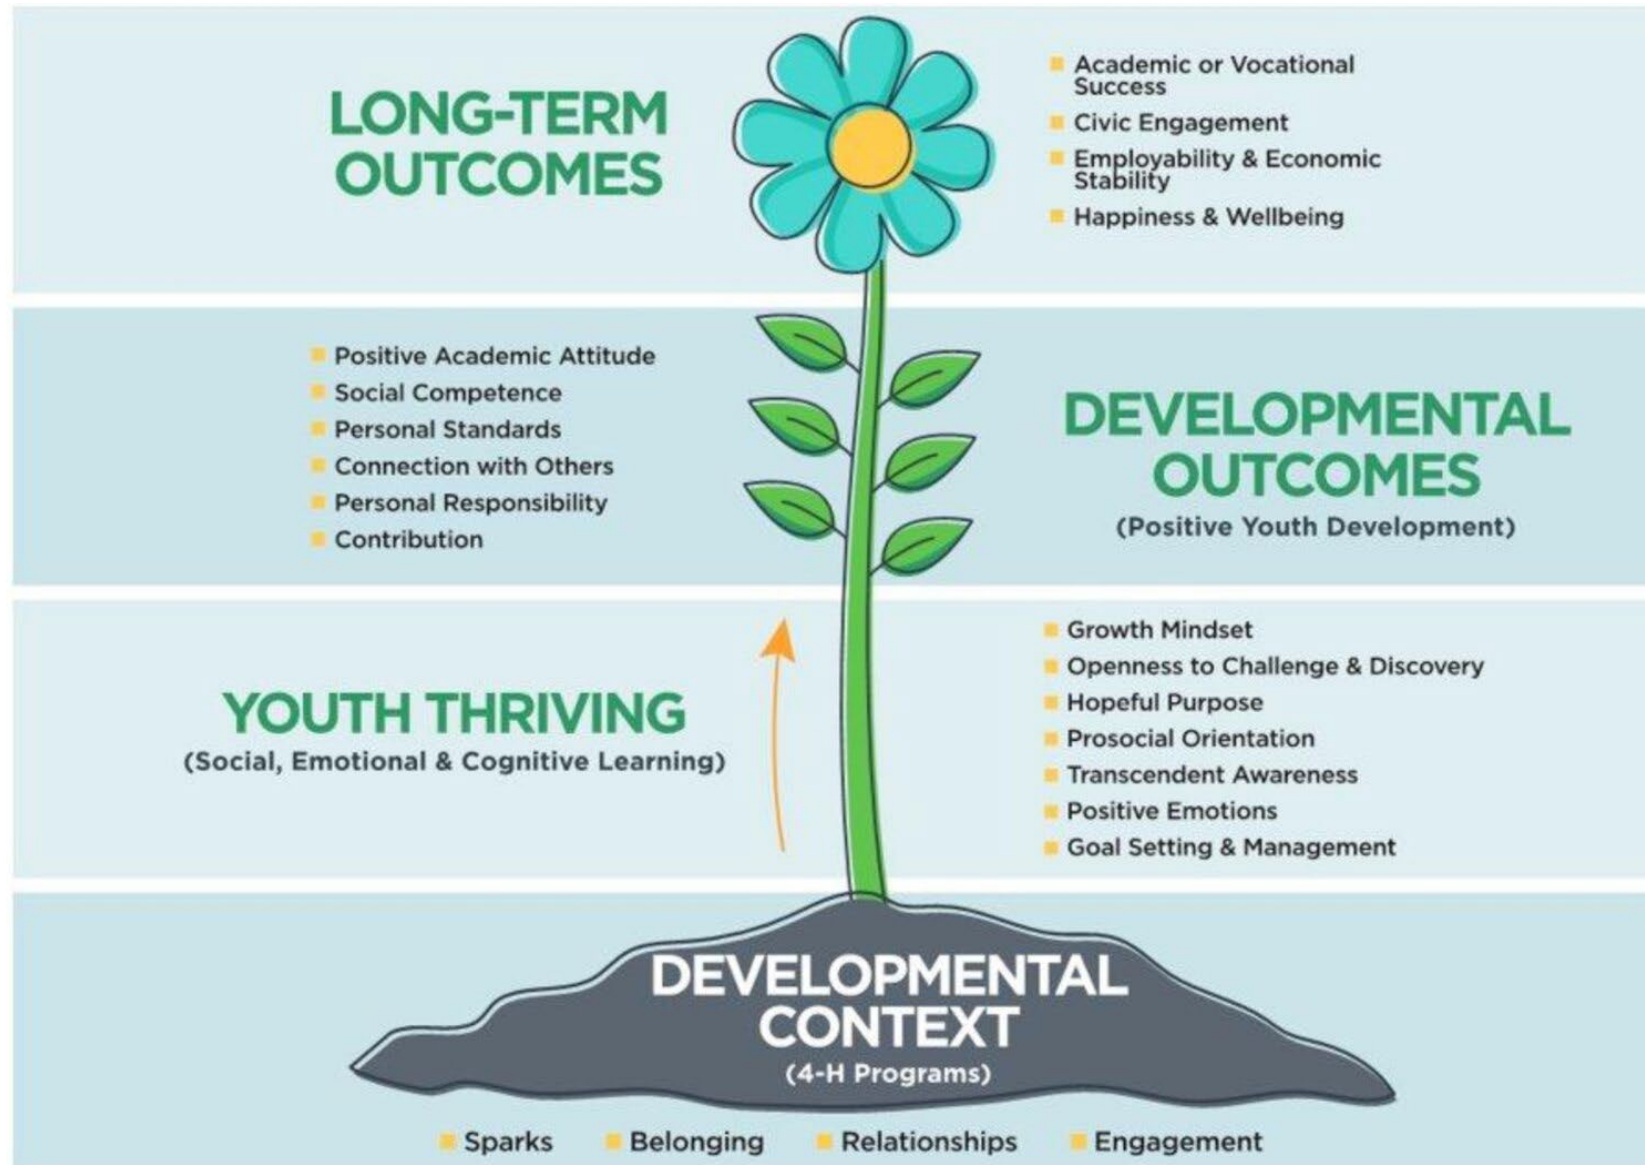 LONG-TERM
OUTCOMES
Academic or Vocational
Success
Civic Engagement
Employability & Economic
Stability
Happiness & Wellbeing
Positive Academic Attitude
Social Competence
Personal Standards
Connection with Others
Personal Responsibility
Contribution
DEVELOPMENTAL
OUTCOMES
(Positive Youth Development)
YOUTH THRIVING
(Social, Emotional & Cognitive Learning)
Growth Mindset
Openness to Challenge & Discovery
Hopeful Purpose
Prosocial Orientation
Transcendent Awareness
Positive Emotions
Goal Setting & Management
DEVELOPMENTAL
CONTEXT
(4-H Programs)
Sparks Belonging Relationships Engagement